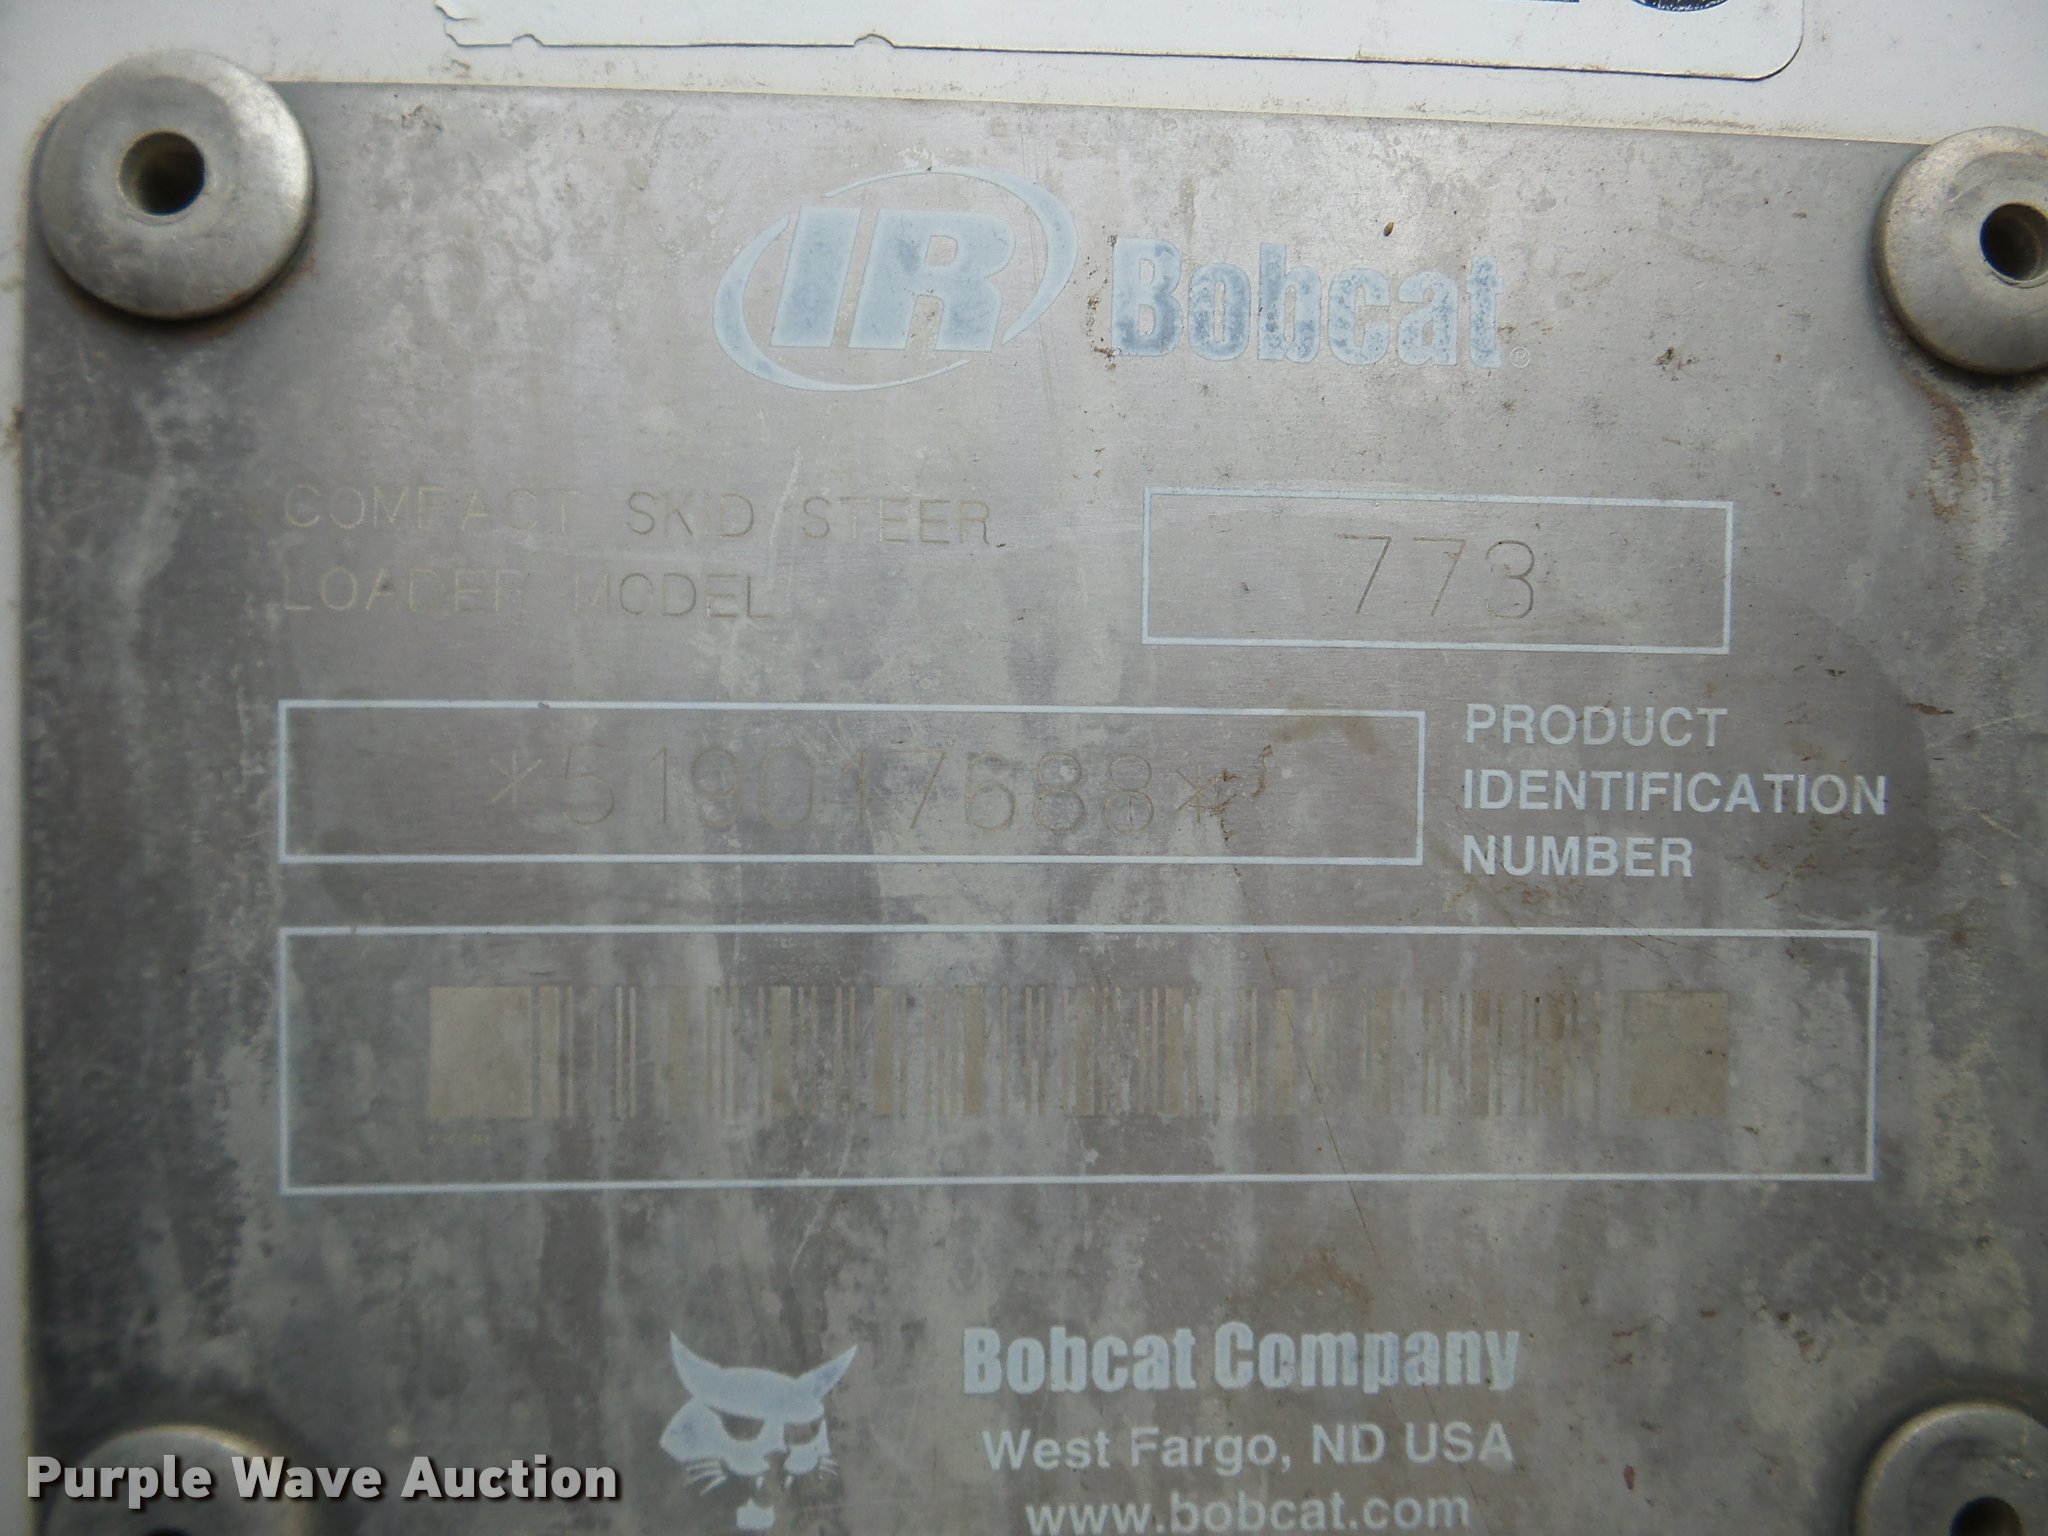 IR Bobcat®
COMPACT SKID STEER
LOADER MODEL
773
*519017688*
PRODUCT
IDENTIFICATION
NUMBER
Bobcat Company
West Fargo, ND USA
www.bobcat.com
Purple Wave Auction